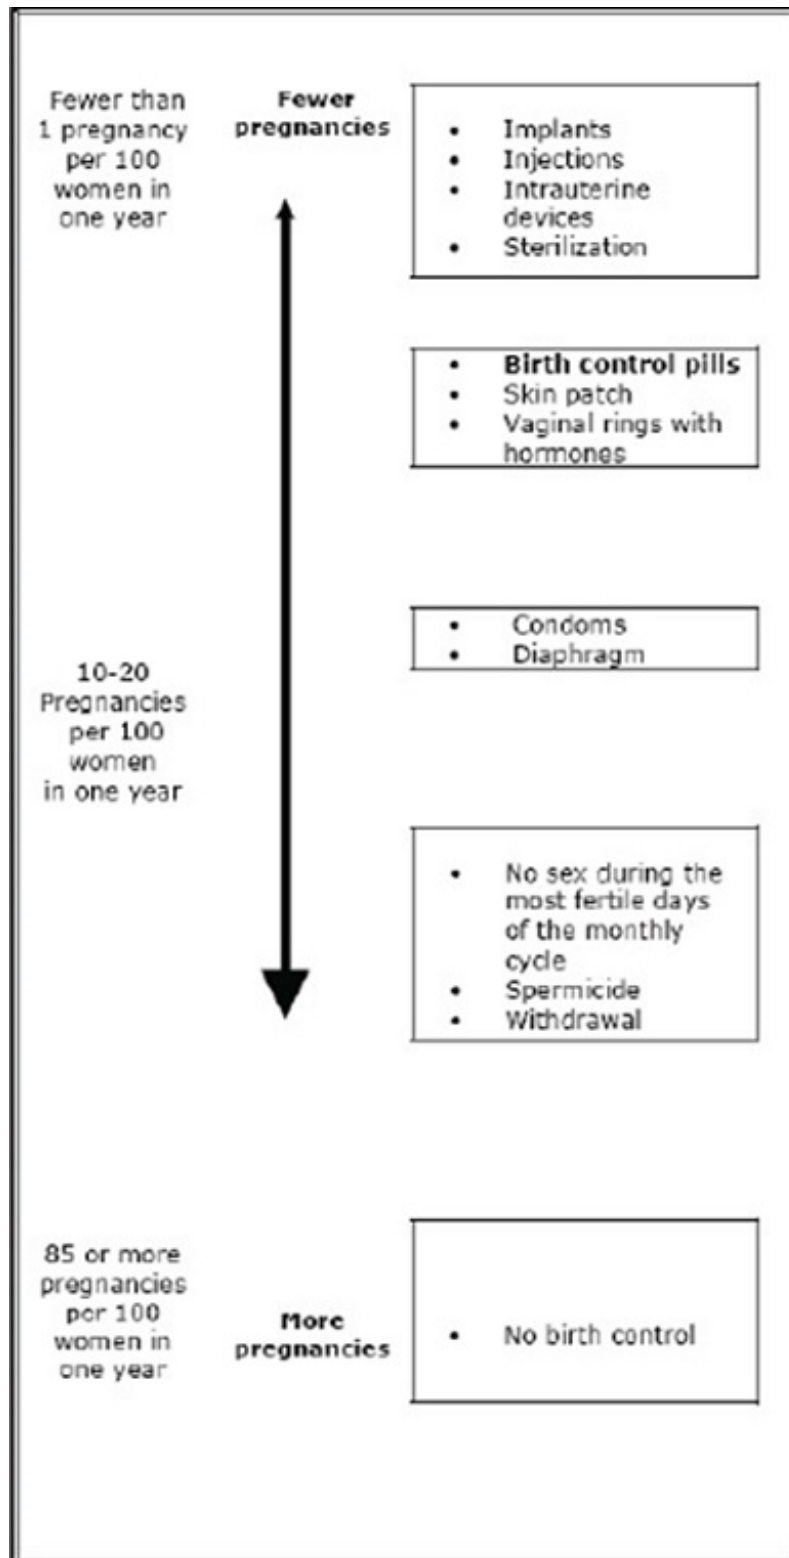 Fewer than
1 pregnancy
per 100
women in
one year
Fewer
pregnancies
• Implants
• Injections
• Intrauterine
devices
• Sterilization
• Birth control pills
• Skin patch
• Vaginal rings with
hormones
10-20
Pregnancies
per 100
women
in one year
• Condoms
• Diaphragm
• No sex during the
most fertile days
of the monthly
cycle
• Spermicide
• Withdrawal
85 or more
pregnancies
per 100
women in
one year
More
pregnancies
• No birth control